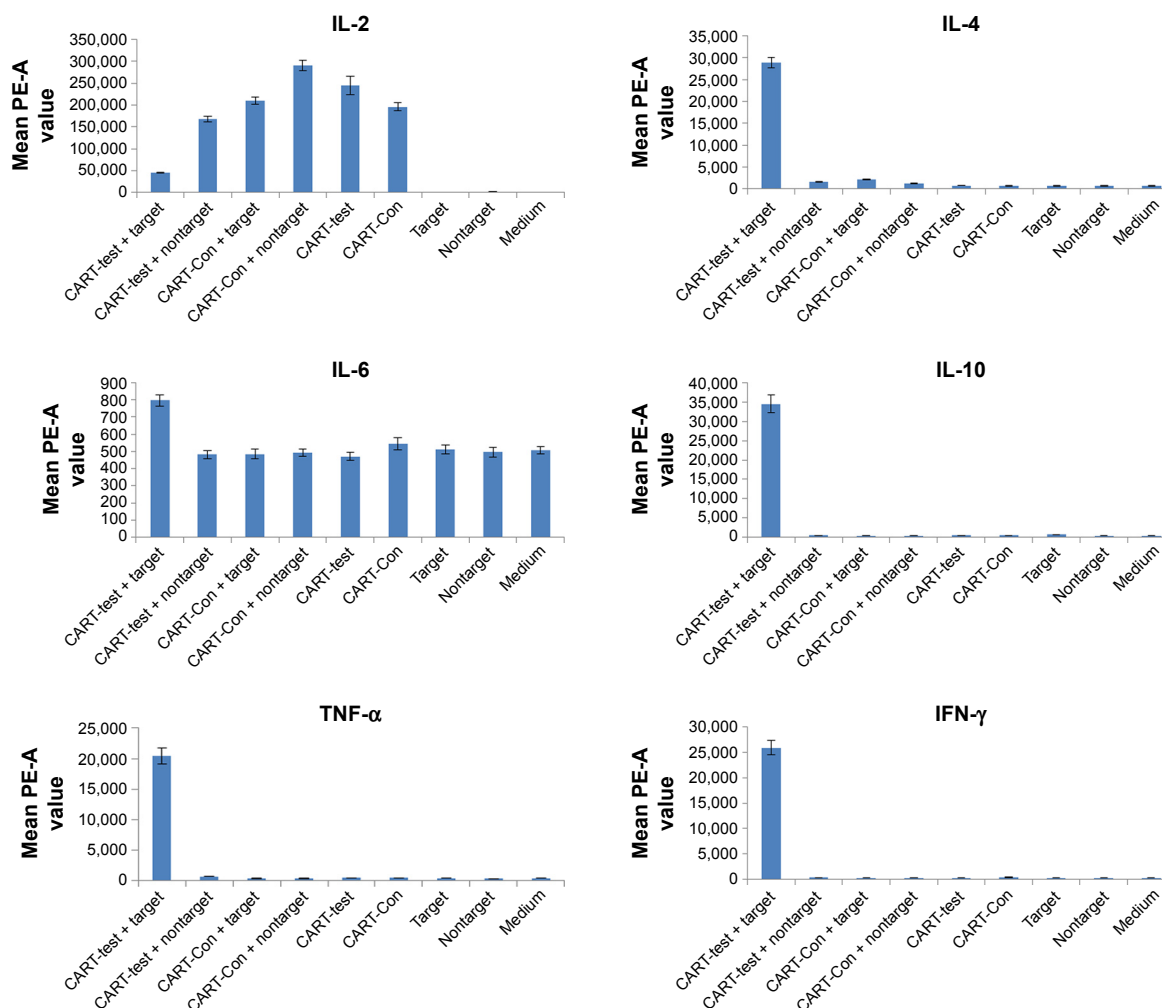 IL-2
Mean PE-A
value
350,000
300,000
250,000
200,000
150,000
100,000
50,000
0
CART-test + target
CART-test + nontarget
CART-Con + target
CART-Con + nontarget
CART-test
CART-Con
Target
Nontarget
Medium
IL-4
Mean PE-A
value
35,000
30,000
25,000
20,000
15,000
10,000
5,000
0
CART-test + target
CART-test + nontarget
CART-Con + target
CART-Con + nontarget
CART-test
CART-Con
Target
Nontarget
Medium
IL-6
Mean PE-A
value
900
800
700
600
500
400
300
200
100
0
CART-test + target
CART-test + nontarget
CART-Con + target
CART-Con + nontarget
CART-test
CART-Con
Target
Nontarget
Medium
IL-10
Mean PE-A
value
40,000
35,000
30,000
25,000
20,000
15,000
10,000
5,000
0
CART-test + target
CART-test + nontarget
CART-Con + target
CART-Con + nontarget
CART-test
CART-Con
Target
Nontarget
Medium
TNF-α
Mean PE-A
value
25,000
20,000
15,000
10,000
5,000
0
CART-test + target
CART-test + nontarget
CART-Con + target
CART-Con + nontarget
CART-test
CART-Con
Target
Nontarget
Medium
IFN-γ
Mean PE-A
value
30,000
25,000
20,000
15,000
10,000
5,000
0
CART-test + target
CART-test + nontarget
CART-Con + target
CART-Con + nontarget
CART-test
CART-Con
Target
Nontarget
Medium